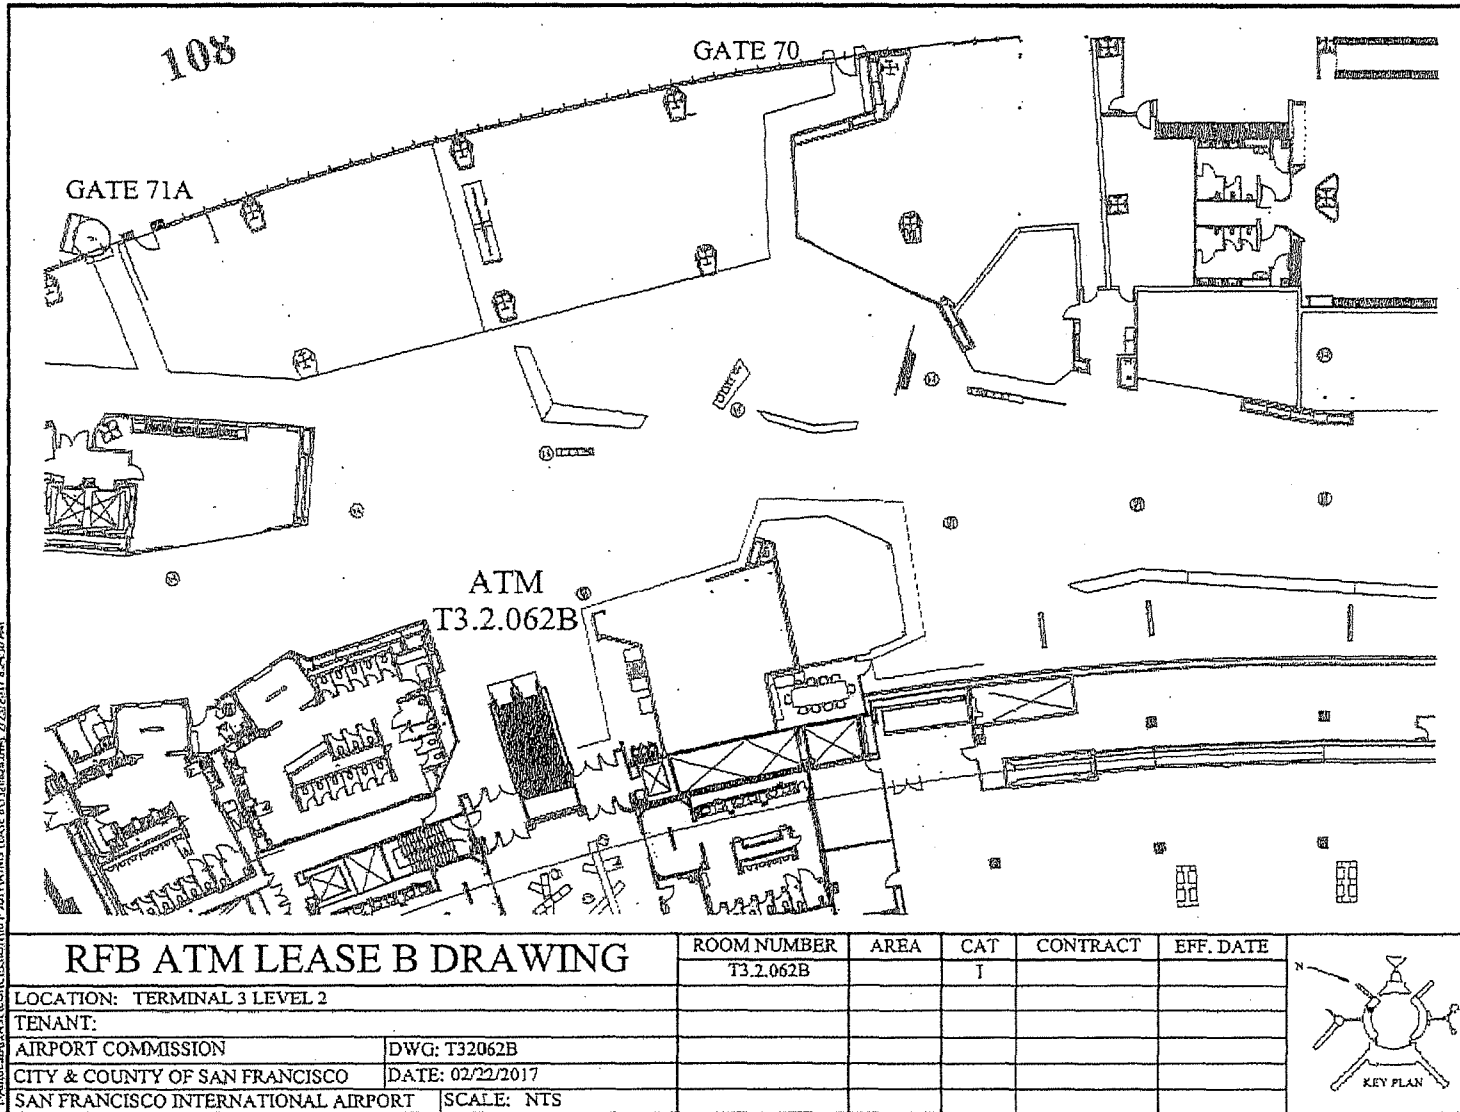 108
GATE 70
GATE 71A
ATM
T3.2.062B
RFB ATM LEASE B DRAWING
ROOM NUMBER AREA CAT CONTRACT EFF. DATE
T3.2.062B I
LOCATION: TERMINAL 3 LEVEL 2
TENANT:
AIRPORT COMMISSION DWG: T32062B
CITY & COUNTY OF SAN FRANCISCO DATE: 02/22/2017
SAN FRANCISCO INTERNATIONAL AIRPORT SCALE: NTS
N
KEY PLAN